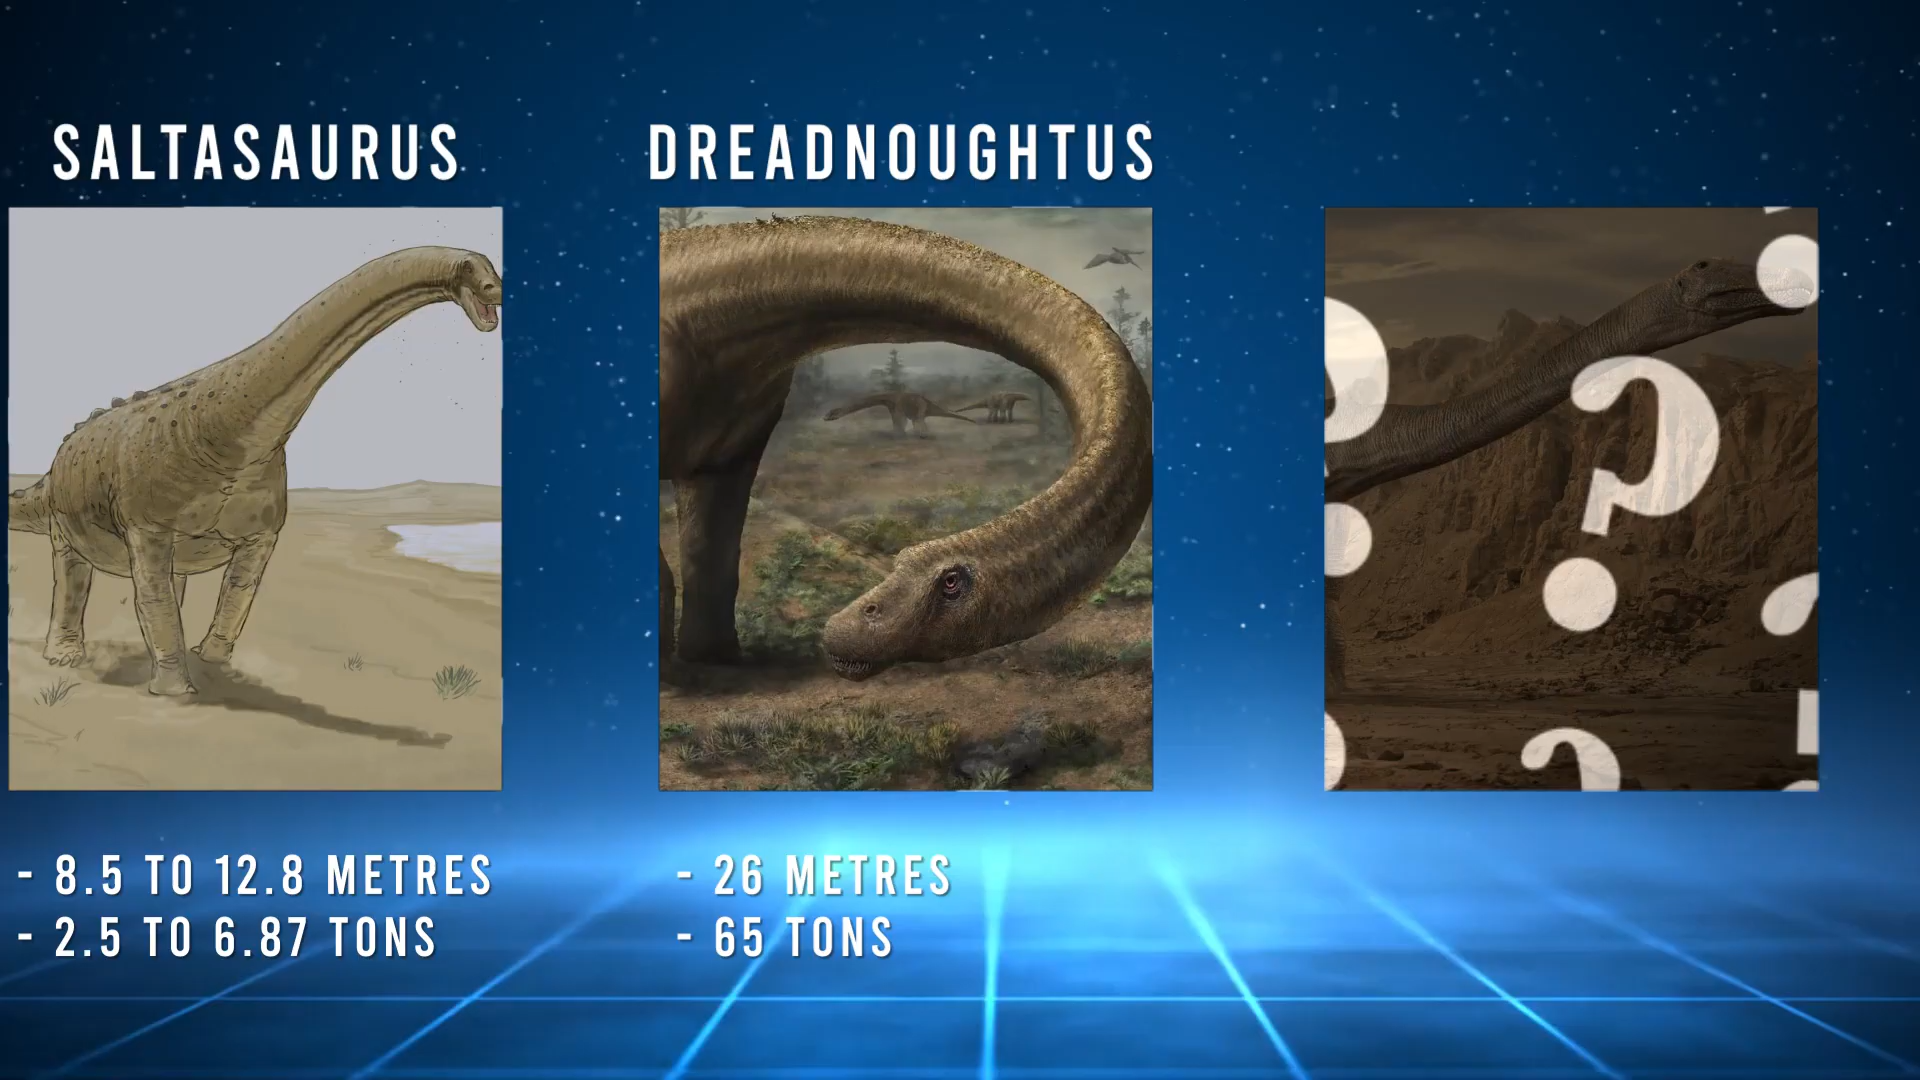 SALTASAURUS
- 8.5 TO 12.8 METRES
- 2.5 TO 6.87 TONS
DREADNOUGHTUS
- 26 METRES
- 65 TONS
?